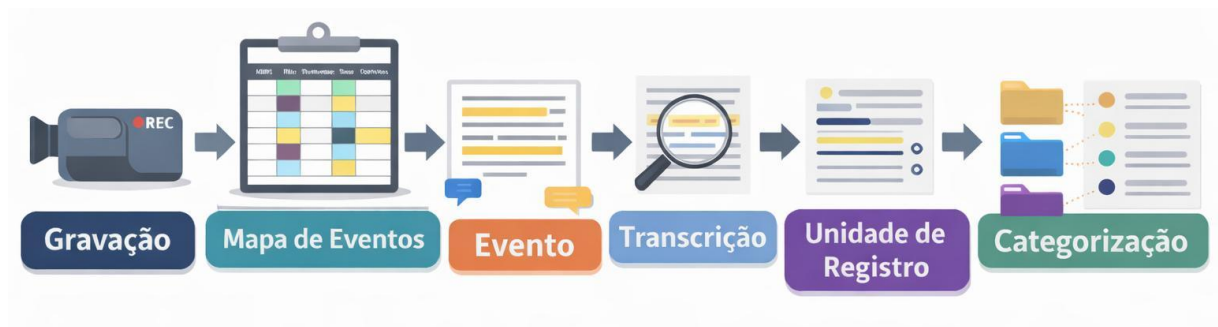 REC
Gravação
Mapa de Eventos
Evento
Transcrição
Unidade de
Registro
Categorização